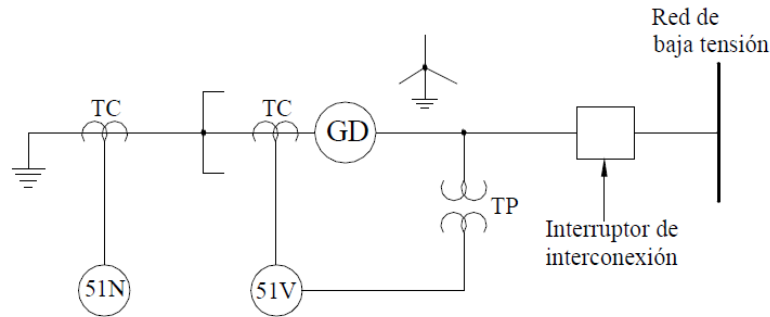 Red de
baja tensión
TC
TC
GD
TP
Interruptor de
interconexión
51N
51V